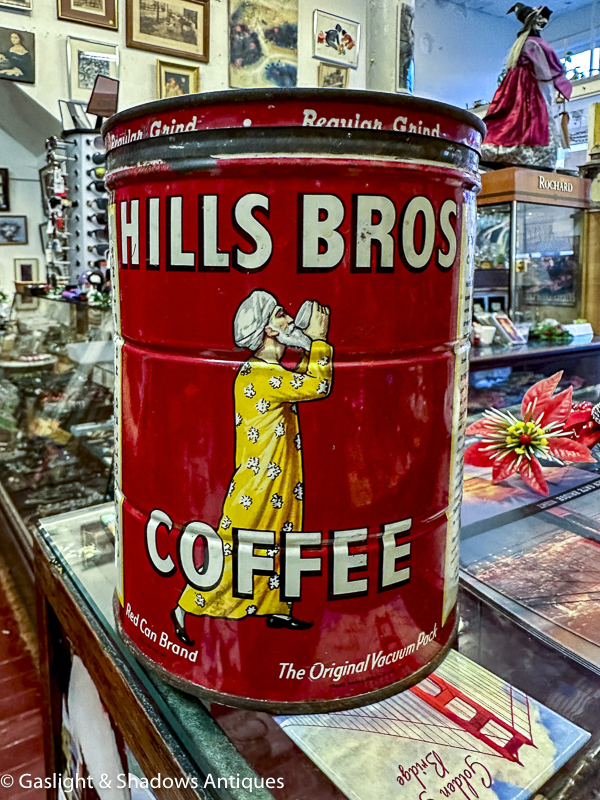 Regular Grind • Regular Grind
HILLS BROS
COFFEE
Red Can Brand
The Original Vacuum Pack
ROCHARD
Golden
Bridge
© Gaslight & Shadows Antiques